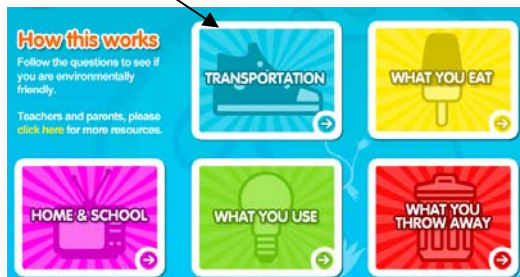 How this works
Follow the questions to see if
you are environmentally
friendly.
Teachers and parents, please
click here for more resources.
TRANSPORTATION
WHAT YOU EAT
HOME & SCHOOL
WHAT YOU USE
WHAT YOU
THROW AWAY